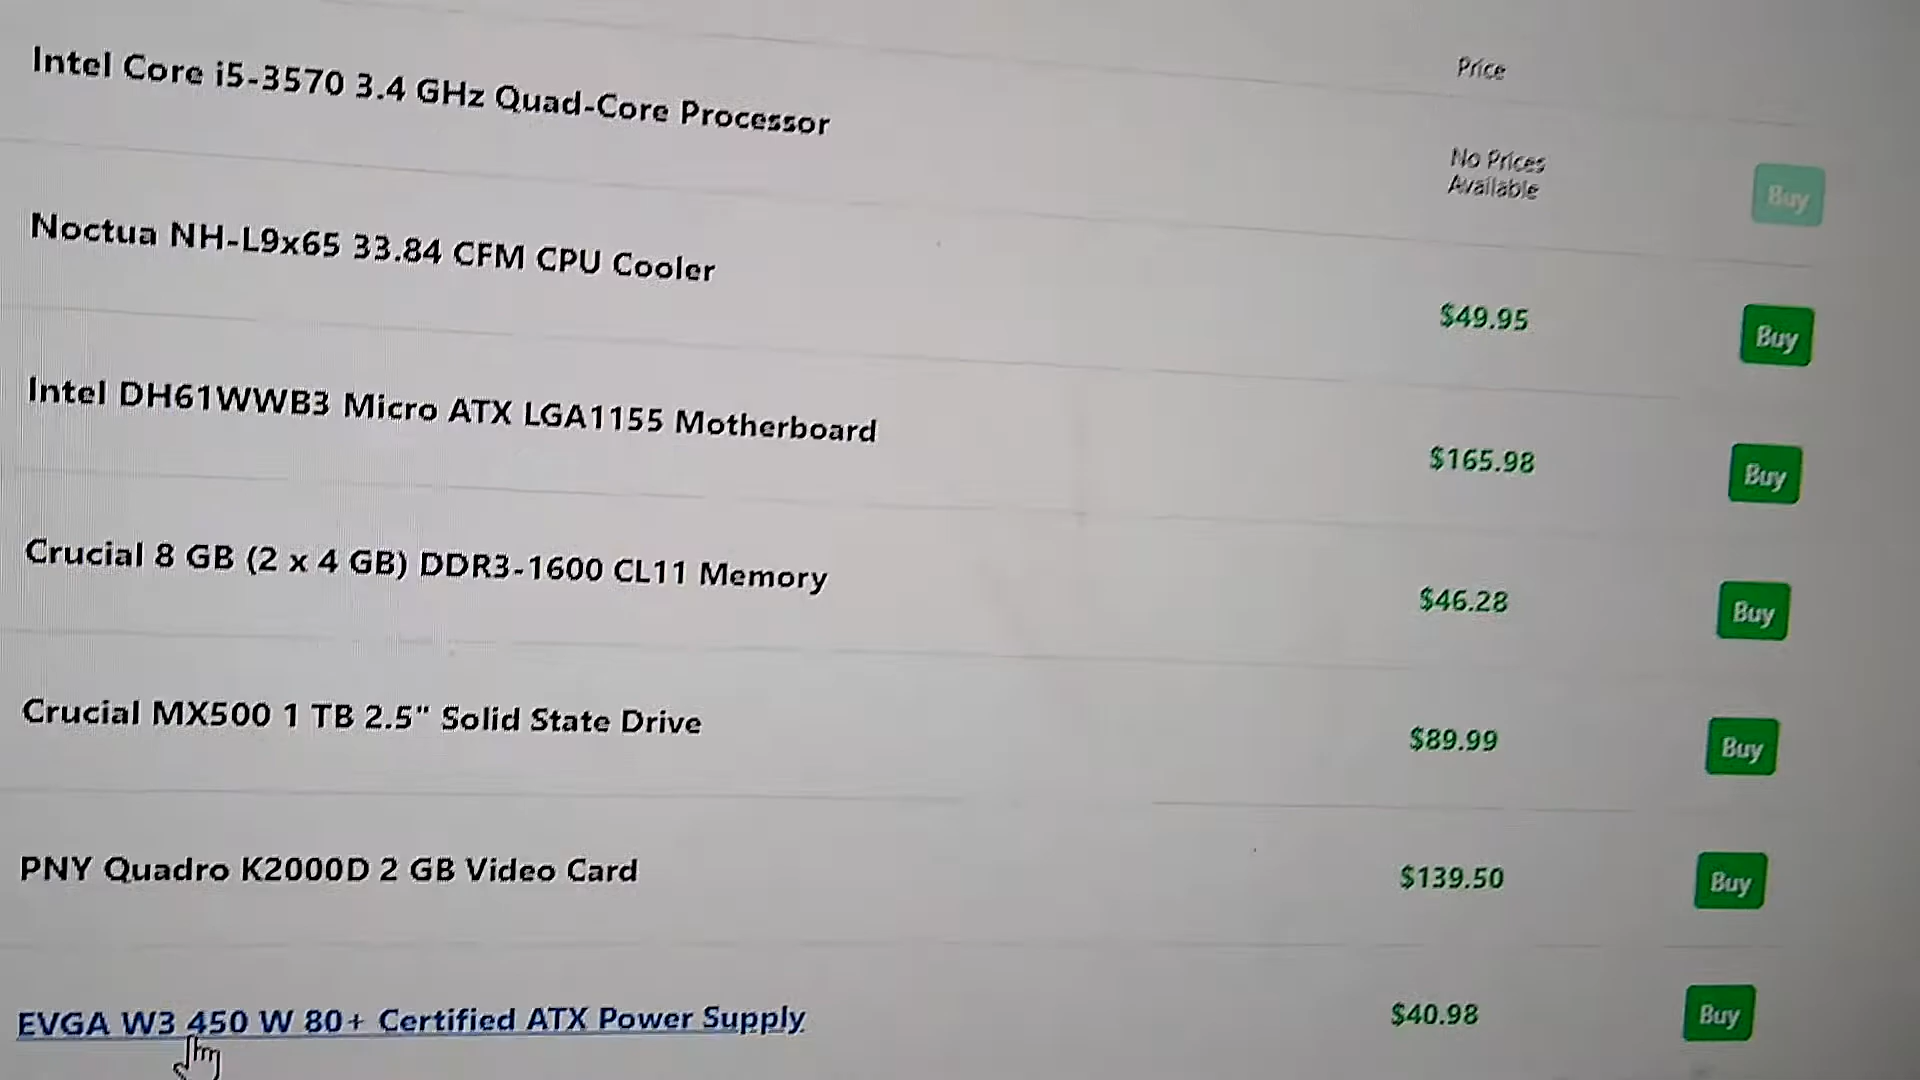 Price
Intel Core i5-3570 3.4 GHz Quad-Core Processor
No Prices
Available
Buy
Noctua NH-L9x65 33.84 CFM CPU Cooler
$49.95
Buy
Intel DH61WWB3 Micro ATX LGA1155 Motherboard
$165.98
Buy
Crucial 8 GB (2 x 4 GB) DDR3-1600 CL11 Memory
$46.28
Buy
Crucial MX500 1 TB 2.5" Solid State Drive
$89.99
Buy
PNY Quadro K2000D 2 GB Video Card
$139.50
Buy
EVGA W3 450 W 80+ Certified ATX Power Supply
$40.98
Buy